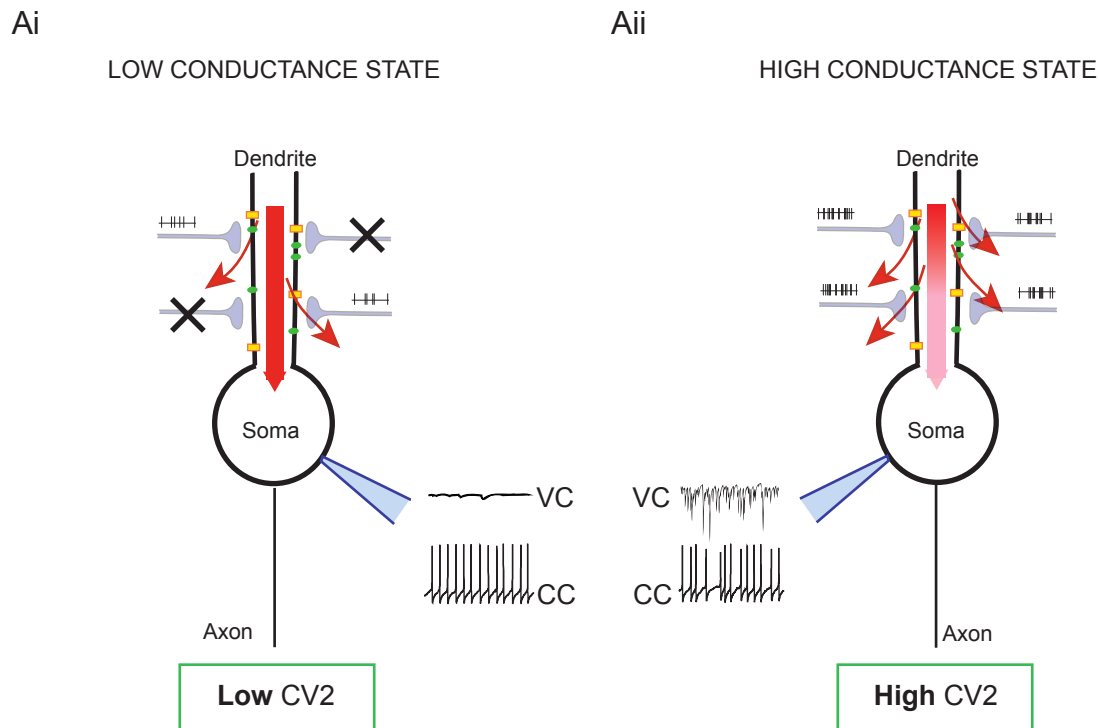 Ai
LOW CONDUCTANCE STATE
Dendrite
Soma
VC
CC
Axon
Low CV2
Aii
HIGH CONDUCTANCE STATE
Dendrite
Soma
VC
CC
Axon
High CV2